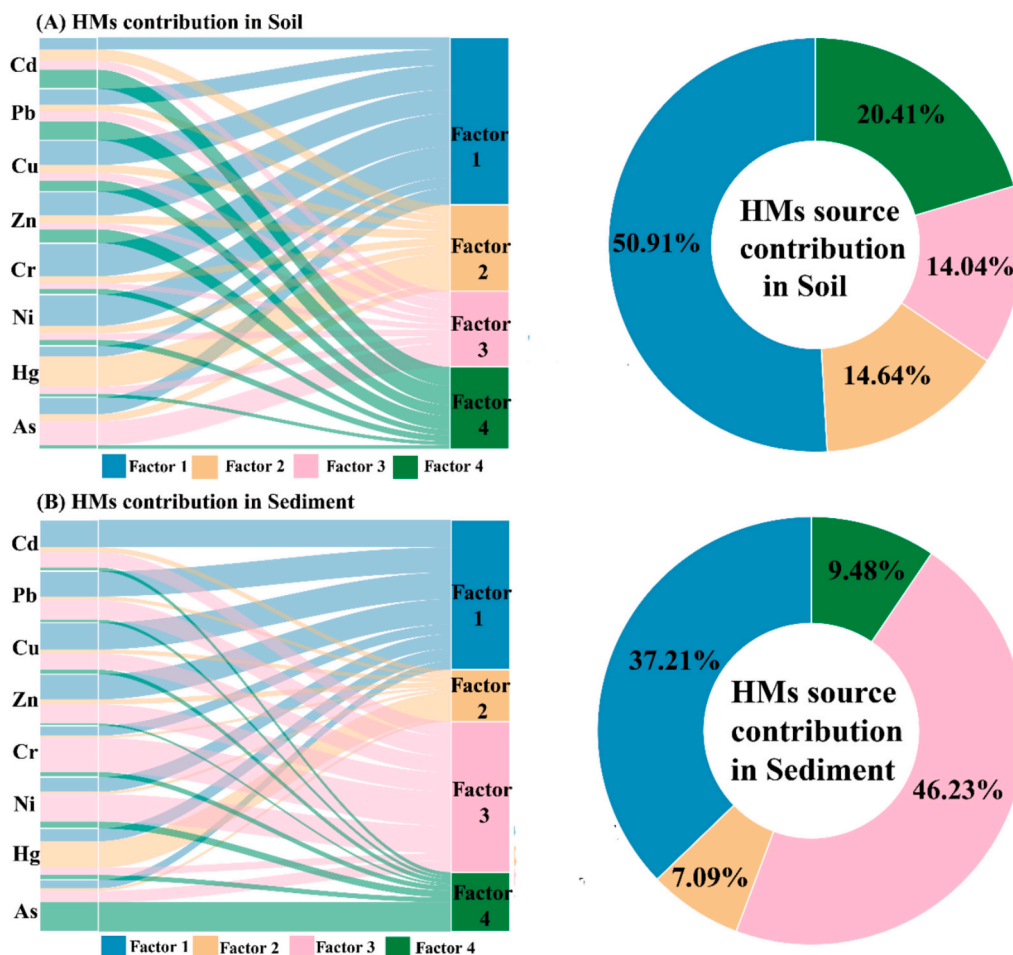 (A) HMs contribution in Soil
Cd
Pb
Cu
Zn
Cr
Ni
Hg
As
Factor
1
Factor
2
Factor
3
Factor
4
Factor 1 Factor 2 Factor 3 Factor 4
20.41%
50.91%
14.04%
14.64%
HMs source
contribution
in Soil
(B) HMs contribution in Sediment
Cd
Pb
Cu
Zn
Cr
Ni
Hg
As
Factor
1
Factor
2
Factor
3
Factor
4
Factor 1 Factor 2 Factor 3 Factor 4
9.48%
37.21%
46.23%
7.09%
HMs source
contribution
in Sediment